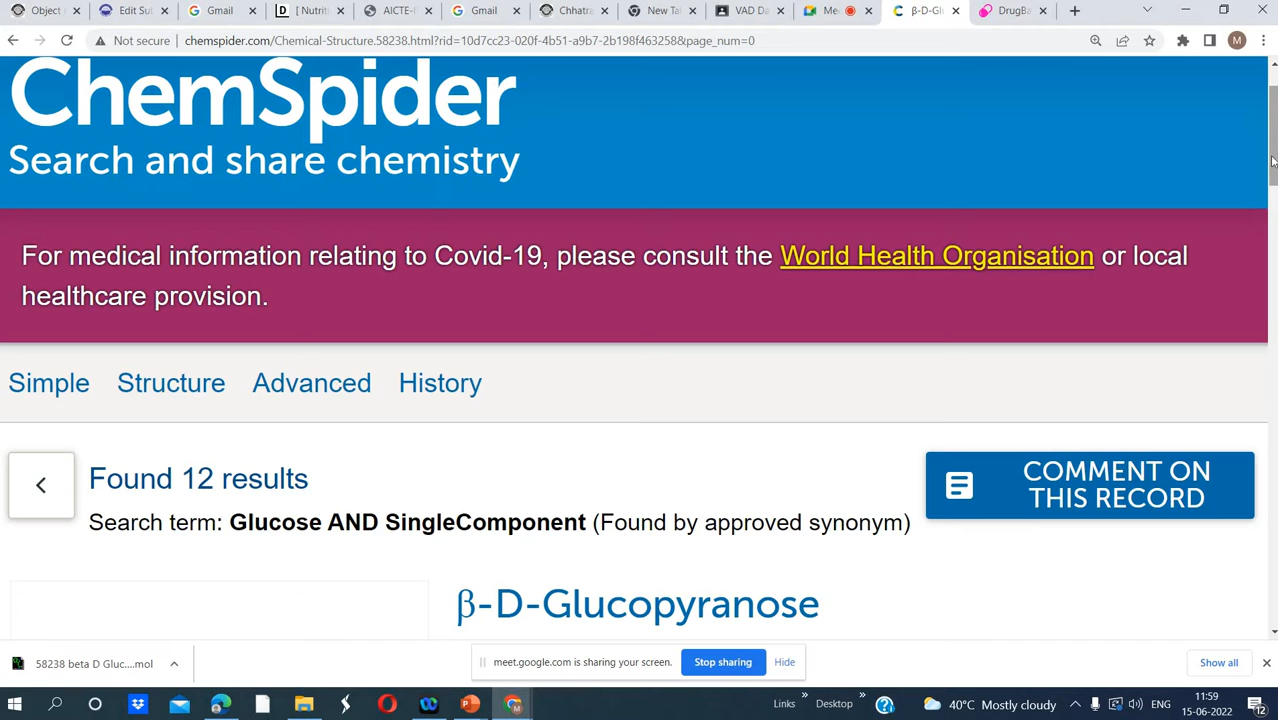 Object
Edit Sul
Gmail
[ Nutriti
AICTE-I
Gmail
Chhatra
New Tal
VAD Da
Me
β-D-Glu
DrugBa
Not secure
chemspider.com/Chemical-Structure.58238.html?rid=10d7cc23-020f-4b51-a9b7-2b198f463258&page_num=0
M
ChemSpider
Search and share chemistry
For medical information relating to Covid-19, please consult the World Health Organisation or local
healthcare provision.
Simple Structure Advanced History
Found 12 results
COMMENT ON
THIS RECORD
Search term: Glucose AND SingleComponent (Found by approved synonym)
β-D-Glucopyranose
58238 beta D Gluc....mol
meet.google.com is sharing your screen.
Stop sharing
Hide
Show all
Links
Desktop
40°C Mostly cloudy
ENG
11:59
15-06-2022
12